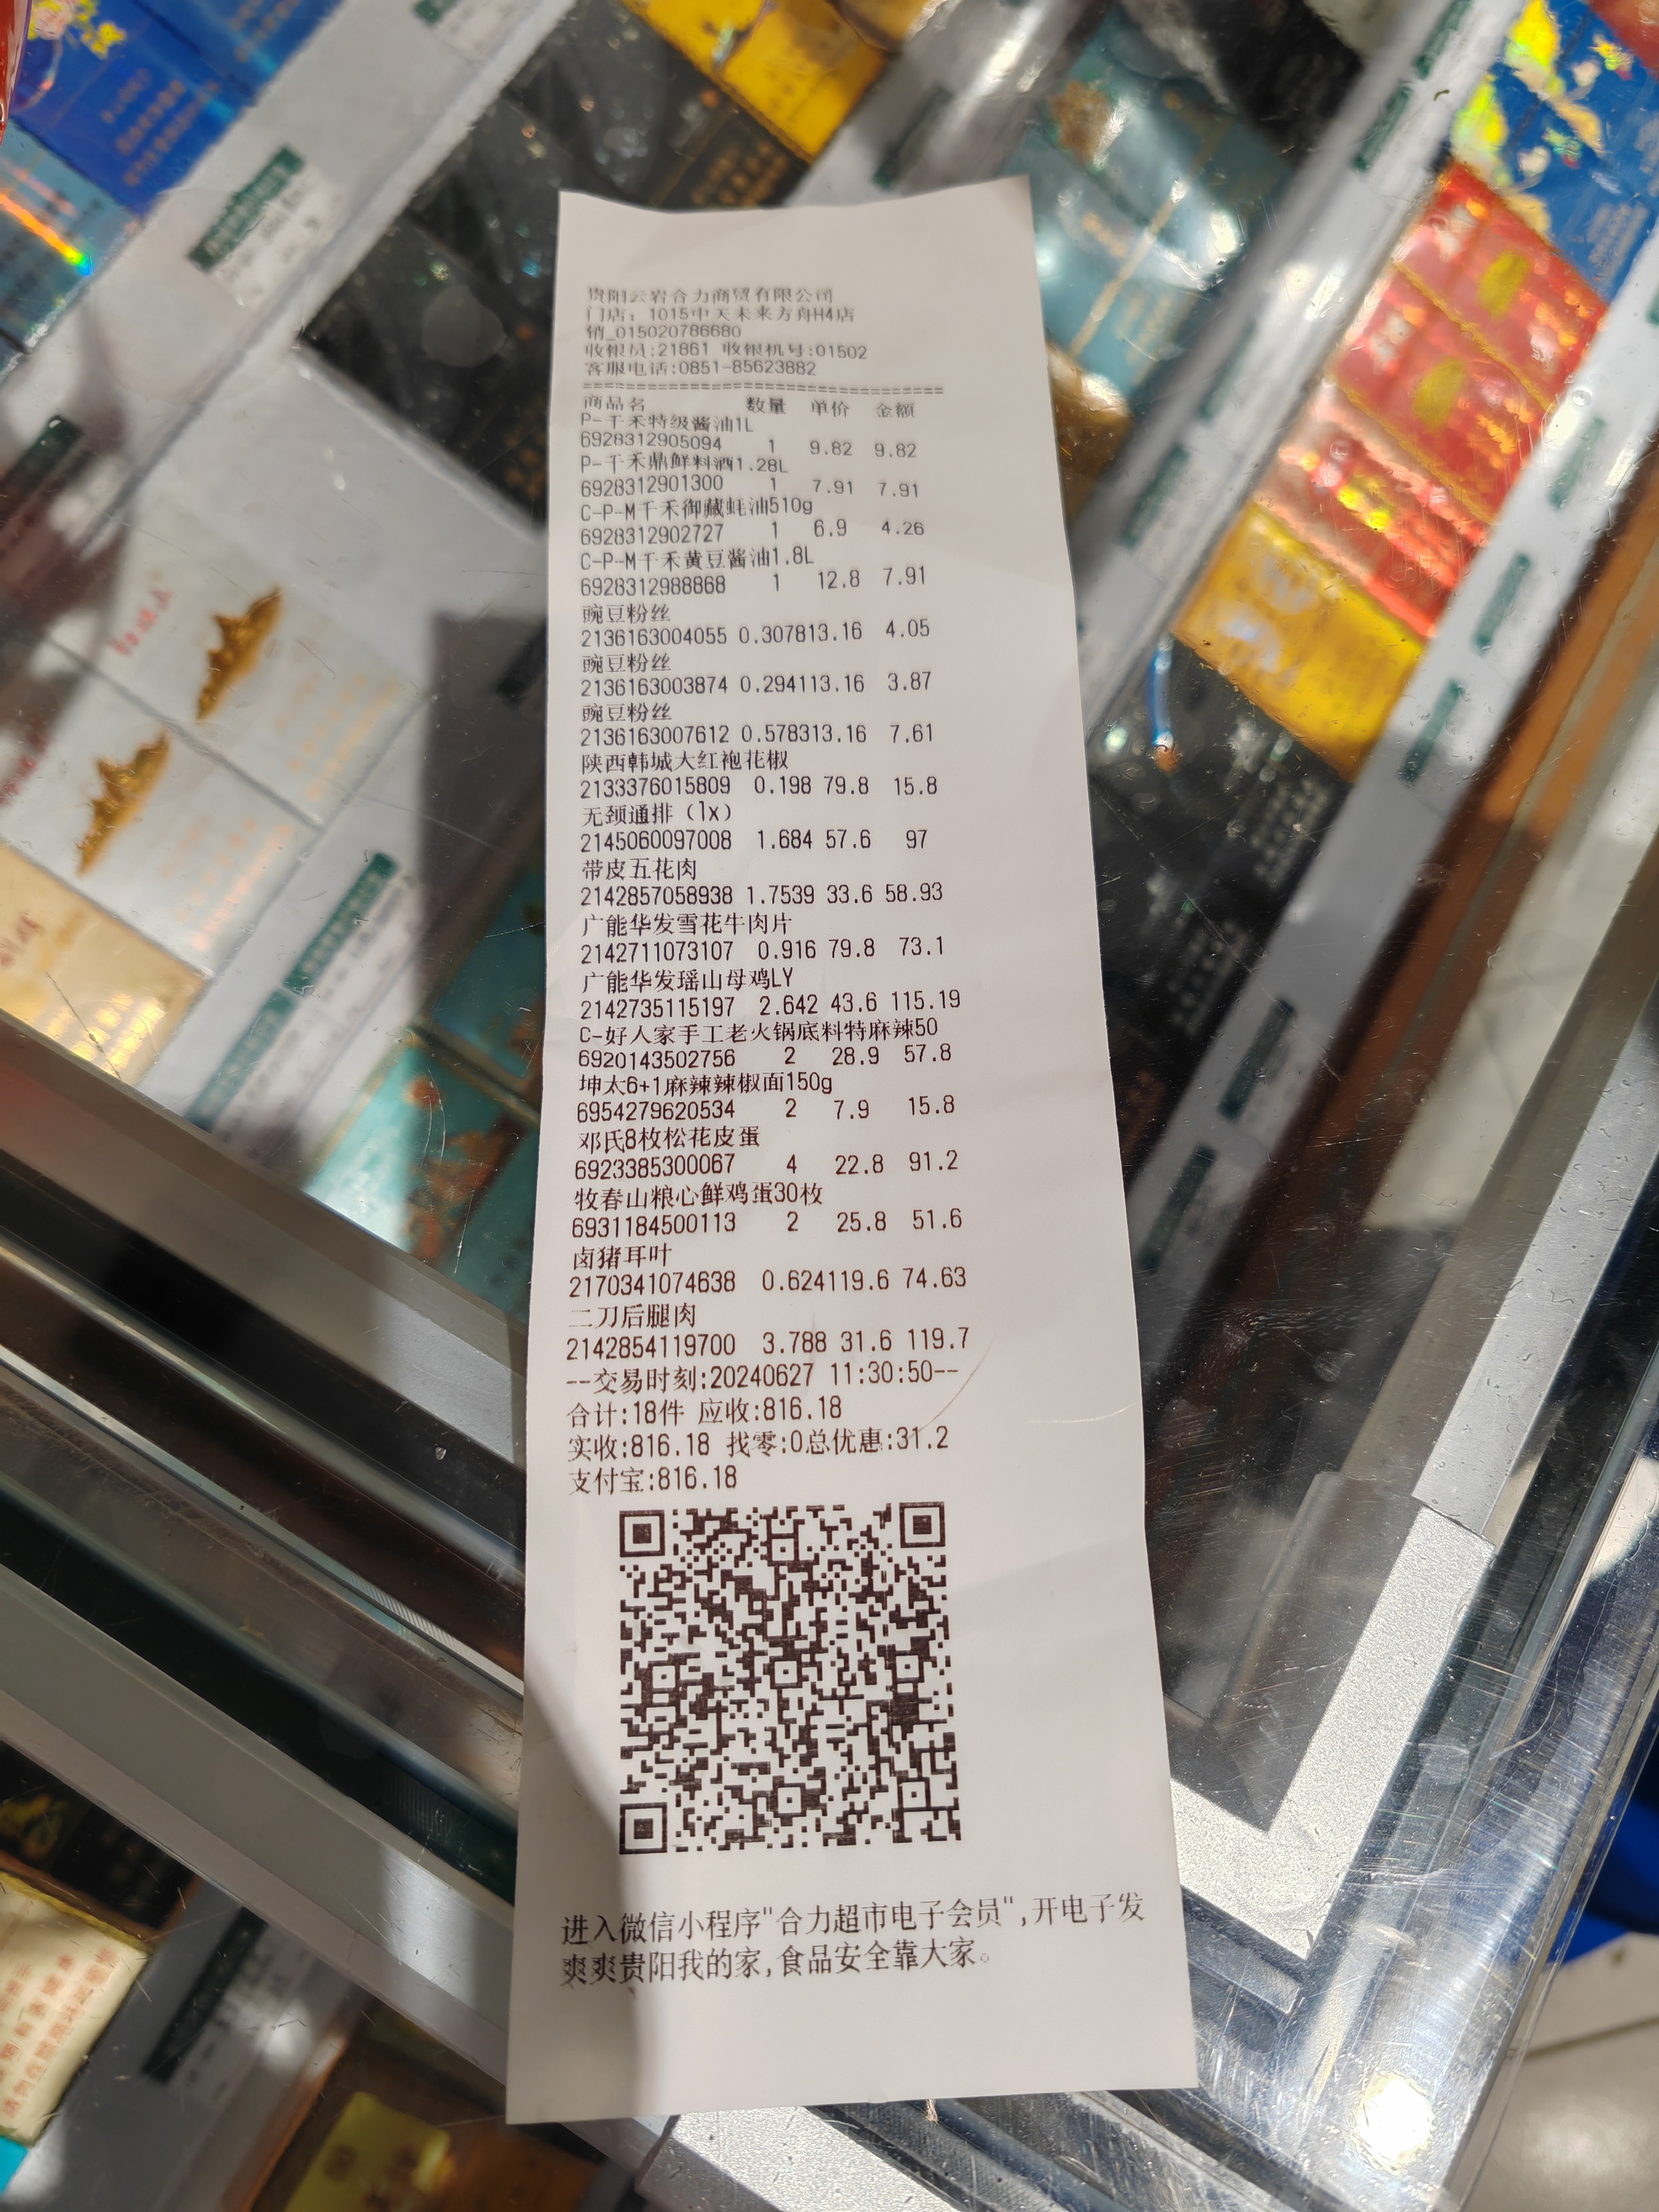 贵阳云岩合力商贸有限公司
门店：1015中天未来方舟H4店
销_015020786680
收银员:21861 收银机号:01502
客服电话:0851-85623882
========================================
商品名 数量 单价 金额
P-千禾特级酱油1L
6928312905094 1 9.82 9.82
P-千禾鼎鲜料酒1.28L
6928312901300 1 7.91 7.91
C-P-M千禾御藏蚝油510g
6928312902727 1 6.9 4.26
C-P-M千禾黄豆酱油1.8L
6928312988868 1 12.8 7.91
豌豆粉丝
2136163004055 0.307813.16 4.05
豌豆粉丝
2136163003874 0.294113.16 3.87
豌豆粉丝
2136163007612 0.578313.16 7.61
陕西韩城大红袍花椒
2133376015809 0.198 79.8 15.8
无颈通排（lx）
2145060097008 1.684 57.6 97
带皮五花肉
2142857058938 1.7539 33.6 58.93
广能华发雪花牛肉片
2142711073107 0.916 79.8 73.1
广能华发瑶山母鸡LY
2142735115197 2.642 43.6 115.19
C-好人家手工老火锅底料特麻辣50
6920143502756 2 28.9 57.8
坤太6+1麻辣辣椒面150g
6954279620534 2 7.9 15.8
邓氏8枚松花皮蛋
6923385300067 4 22.8 91.2
牧春山粮心鲜鸡蛋30枚
6931184500113 2 25.8 51.6
卤猪耳叶
2170341074638 0.624119.6 74.63
二刀后腿肉
2142854119700 3.788 31.6 119.7
--交易时刻:20240627 11:30:50--
合计:18件 应收:816.18
实收:816.18 找零:0总优惠:31.2
支付宝:816.18
进入微信小程序"合力超市电子会员",开电子发
爽爽贵阳我的家,食品安全靠大家。